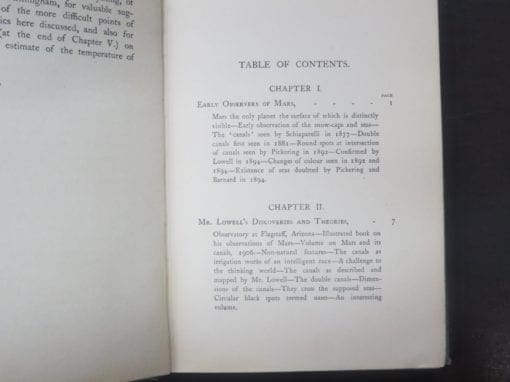 of
mingham, for valuable sug-
of the more difficult points of
ics here discussed, and also for
(at the end of Chapter V.) on
estimate of the temperature of
TABLE OF CONTENTS.
CHAPTER I.
PAGE
Early Observers of Mars, - - - - 1
Mars the only planet the surface of which is distinctly
visible—Early observation of the snow-caps and seas—
The 'canals' seen by Schiaparelli in 1877—Double
canals first seen in 1881—Round spots at intersection
of canals seen by Pickering in 1892—Confirmed by
Lowell in 1894—Changes of colour seen in 1892 and
1894—Existence of seas doubted by Pickering and
Barnard in 1894.
CHAPTER II.
Mr. Lowell's Discoveries and Theories, - 7
Observatory at Flagstaff, Arizona—Illustrated book on
his observations of Mars—Volume on Mars and its
canals, 1906—Non-natural features—The canals as
irrigation works of an intelligent race—A challenge to
the thinking world—The canals as described and
mapped by Mr. Lowell—The double canals—Dimen-
sions of the canals—They cross the supposed seas—
Circular black spots termed oases—An interesting
volume.